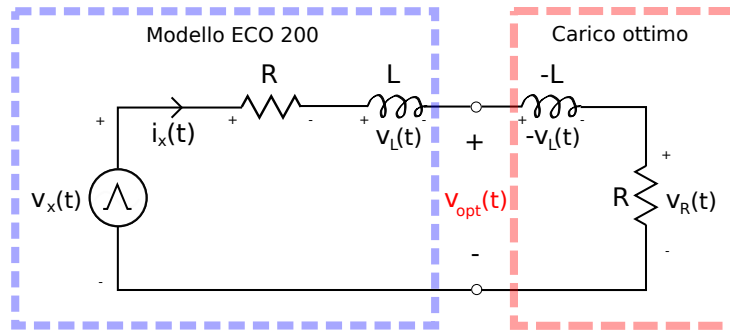 Modello ECO 200
Carico ottimo
R
L
-L
+
i_x(t)
+
-
+
-
v_L(t)
+
-
-v_L(t)
+
+
v_x(t)
v_opt(t)
R
v_R(t)
-
-
-